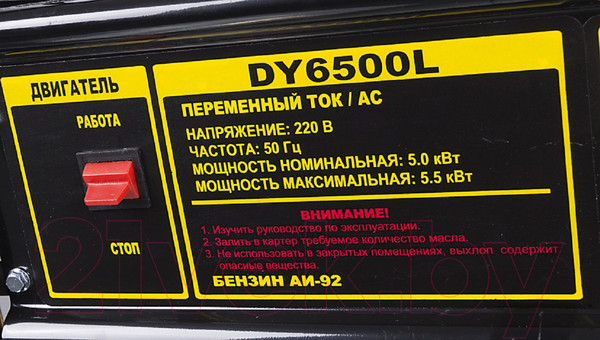 ДВИГАТЕЛЬ
РАБОТА
СТОП
DY6500L
ПЕРЕМЕННЫЙ ТОК / AC
НАПРЯЖЕНИЕ: 220 В
ЧАСТОТА: 50 Гц
МОЩНОСТЬ НОМИНАЛЬНАЯ: 5.0 кВт
МОЩНОСТЬ МАКСИМАЛЬНАЯ: 5.5 кВт
ВНИМАНИЕ!
1. Изучить руководство по эксплуатации.
2. Залить в картер требуемое количество масла.
3. Не использовать в закрытых помещениях, выхлоп содержит
опасные вещества.
БЕНЗИН АИ-92
21vek.by